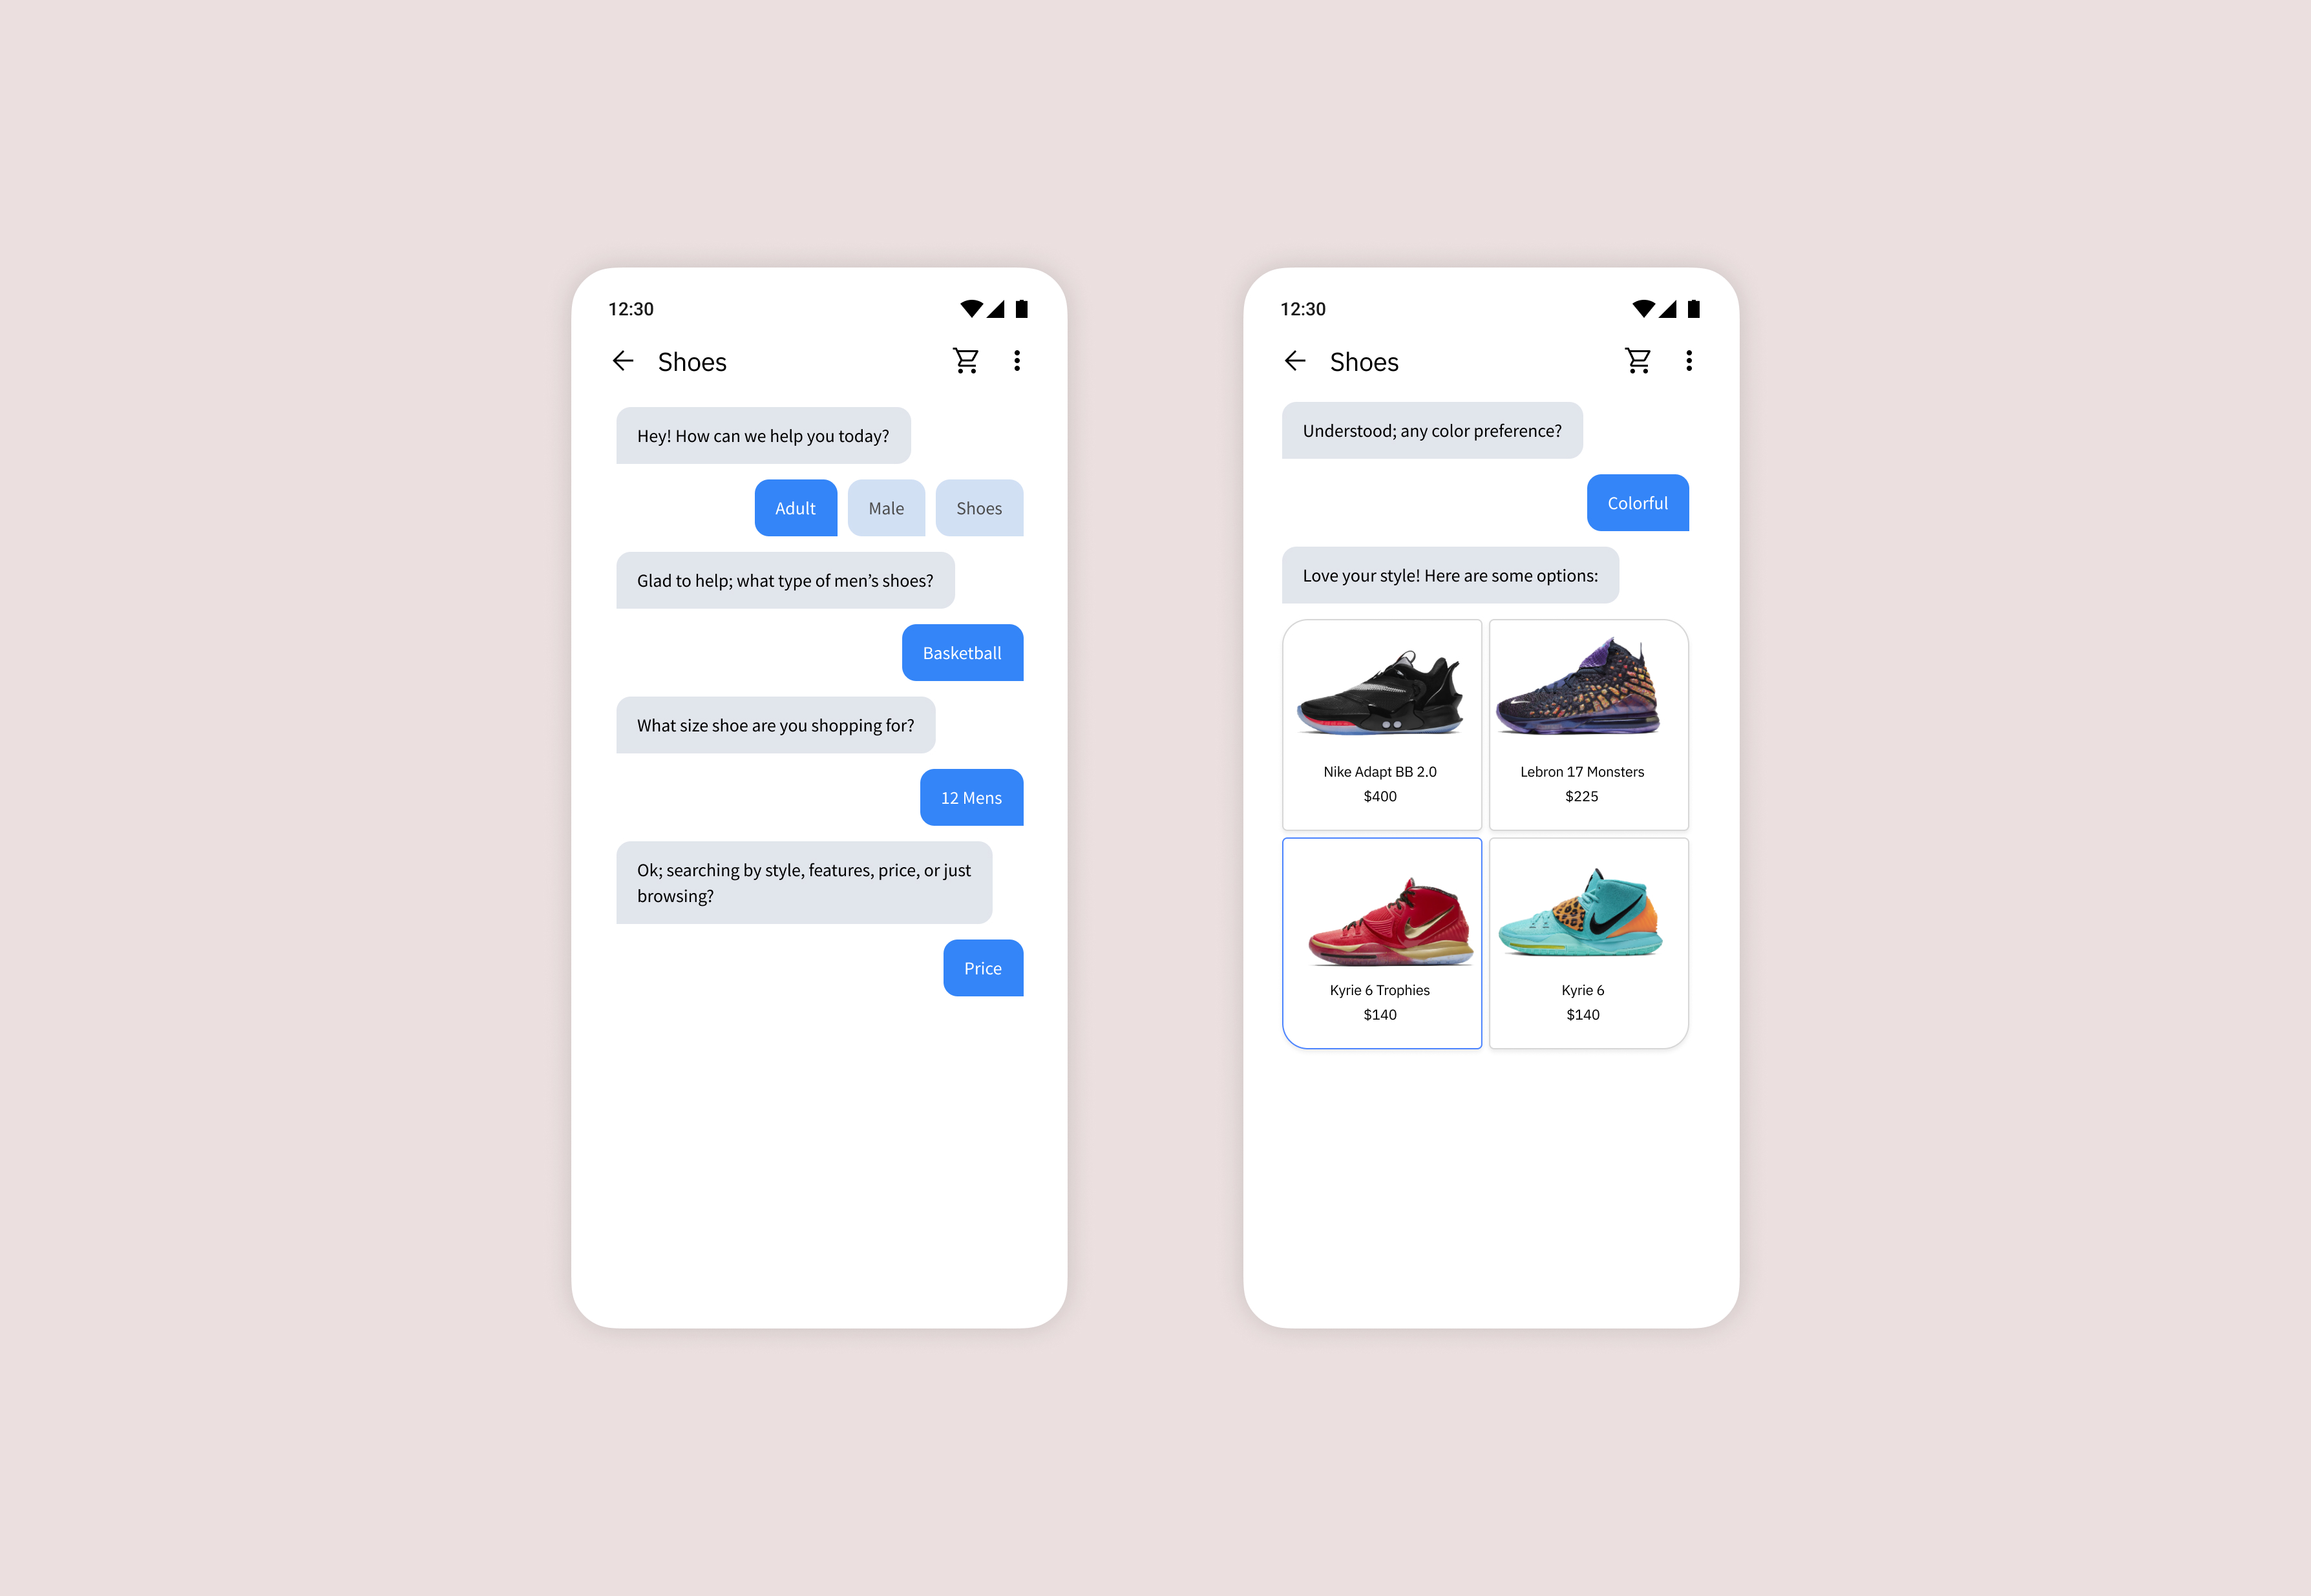 12:30
Shoes
Hey! How can we help you today?
Adult
Male
Shoes
Glad to help; what type of men’s shoes?
Basketball
What size shoe are you shopping for?
12 Mens
Ok; searching by style, features, price, or just
browsing?
Price
12:30
Shoes
Understood; any color preference?
Colorful
Love your style! Here are some options:
Nike Adapt BB 2.0
$400
Lebron 17 Monsters
$225
Kyrie 6 Trophies
$140
Kyrie 6
$140